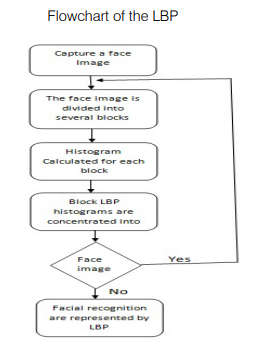 Flowchart of the LBP
Capture a face
Image
The face image is
divided into
several blocks
Histogram
Calculated for each
block
Block LBP
histograms are
concentrated into
Face
image
Yes
No
Facial recognition
are represented by
LBP